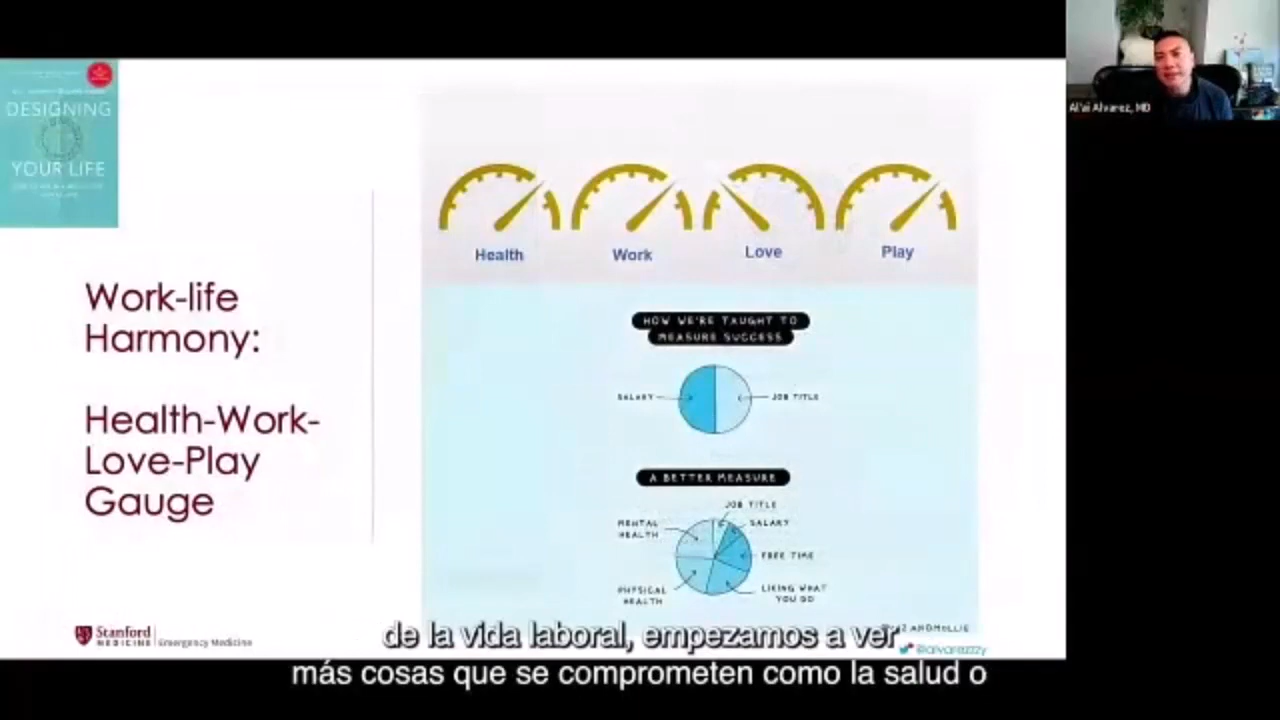 DESIGNING
YOUR LIFE
Work-life
Harmony:
Health-Work-
Love-Play
Gauge
Health
Work
Love
Play
HOW WE'RE TAUGHT TO
MEASURE SUCCESS
SALARY
JOB TITLE
A BETTER MEASURE
JOB TITLE
MENTAL
HEALTH
SALARY
FREE TIME
PHYSICAL
HEALTH
LIKING WHAT
YOU DO
Stanford
MEDICINE
Emergency Medicine
ANDMOLLIE
@alvarezzzy
Al'ai Alvarez, MD
de la vida laboral, empezamos a ver
más cosas que se comprometen como la salud o